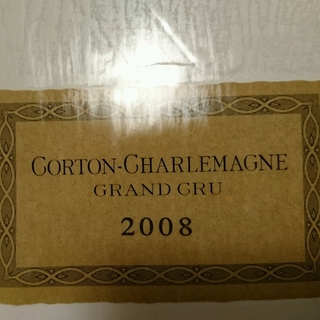 CORTON-CHARLEMAGNE
GRAND CRU
2008